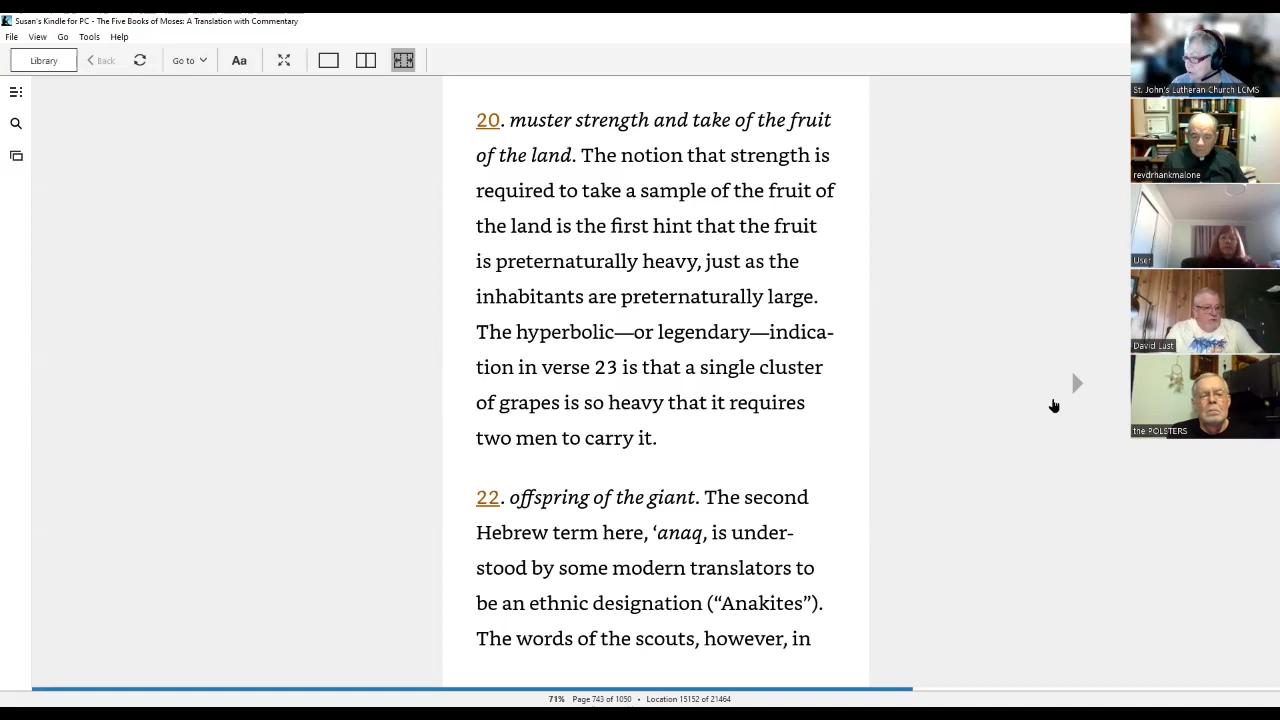 Susan's Kindle for PC - The Five Books of Moses: A Translation with Commentary
File View Go Tools Help
Library Back Go to Aa
20. muster strength and take of the fruit
of the land. The notion that strength is
required to take a sample of the fruit of
the land is the first hint that the fruit
is preternaturally heavy, just as the
inhabitants are preternaturally large.
The hyperbolic—or legendary—indica-
tion in verse 23 is that a single cluster
of grapes is so heavy that it requires
two men to carry it.
22. offspring of the giant. The second
Hebrew term here, ‘anaq, is under-
stood by some modern translators to
be an ethnic designation (“Anakites”).
The words of the scouts, however, in
71% Page 743 of 1050 • Location 15152 of 21464
St. John's Lutheran Church LCMS
revdrhankmalone
User
David Lust
the POLSTERS